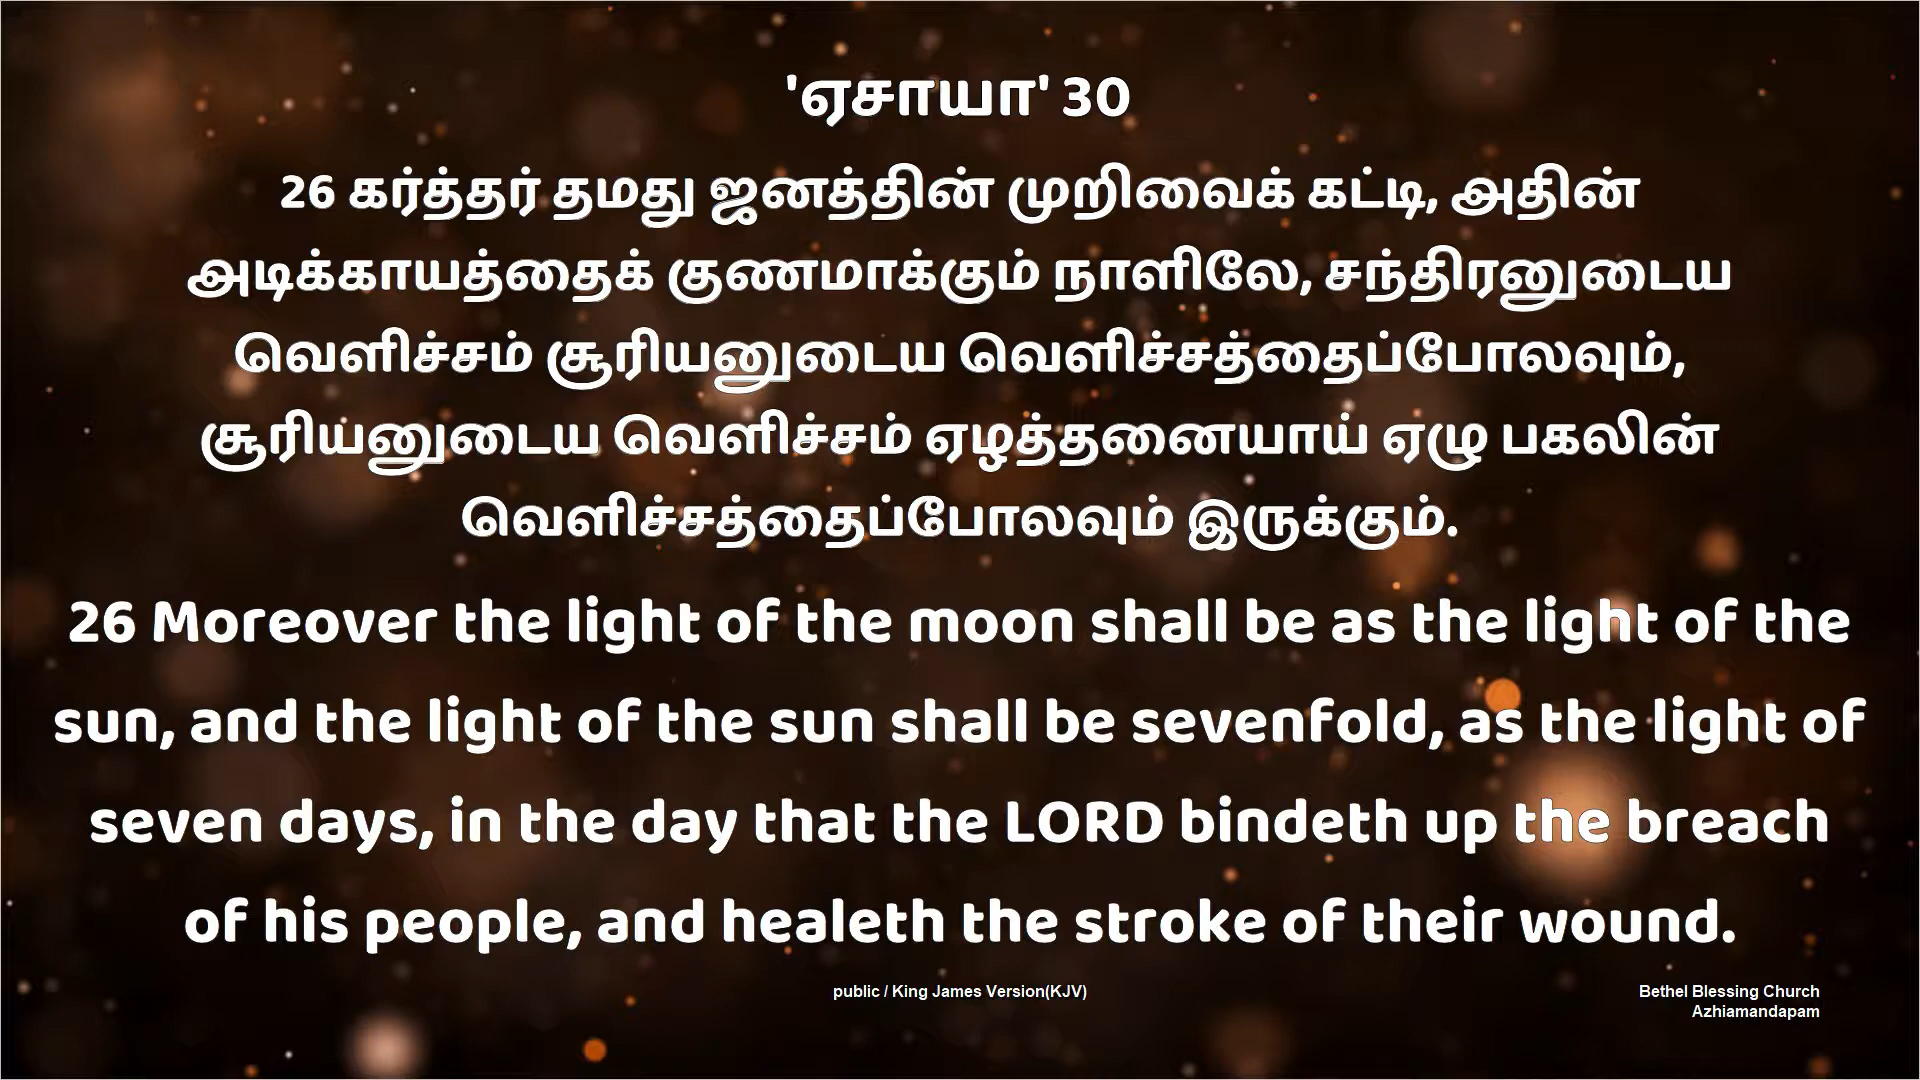 'ஏசாயா' 30
26 கர்த்தர் தமது ஜனத்தின் முறிவைக் கட்டி, அதின்
அடிக்காயத்தைக் குணமாக்கும் நாளிலே, சந்திரனுடைய
வெளிச்சம் சூரியனுடைய வெளிச்சத்தைப்போலவும்,
சூரியனுடைய வெளிச்சம் ஏழத்தனையாய் ஏழு பகலின்
வெளிச்சத்தைப்போலவும் இருக்கும்.
26 Moreover the light of the moon shall be as the light of the
sun, and the light of the sun shall be sevenfold, as the light of
seven days, in the day that the LORD bindeth up the breach
of his people, and healeth the stroke of their wound.
public / King James Version(KJV)
Bethel Blessing Church
Azhiamandapam